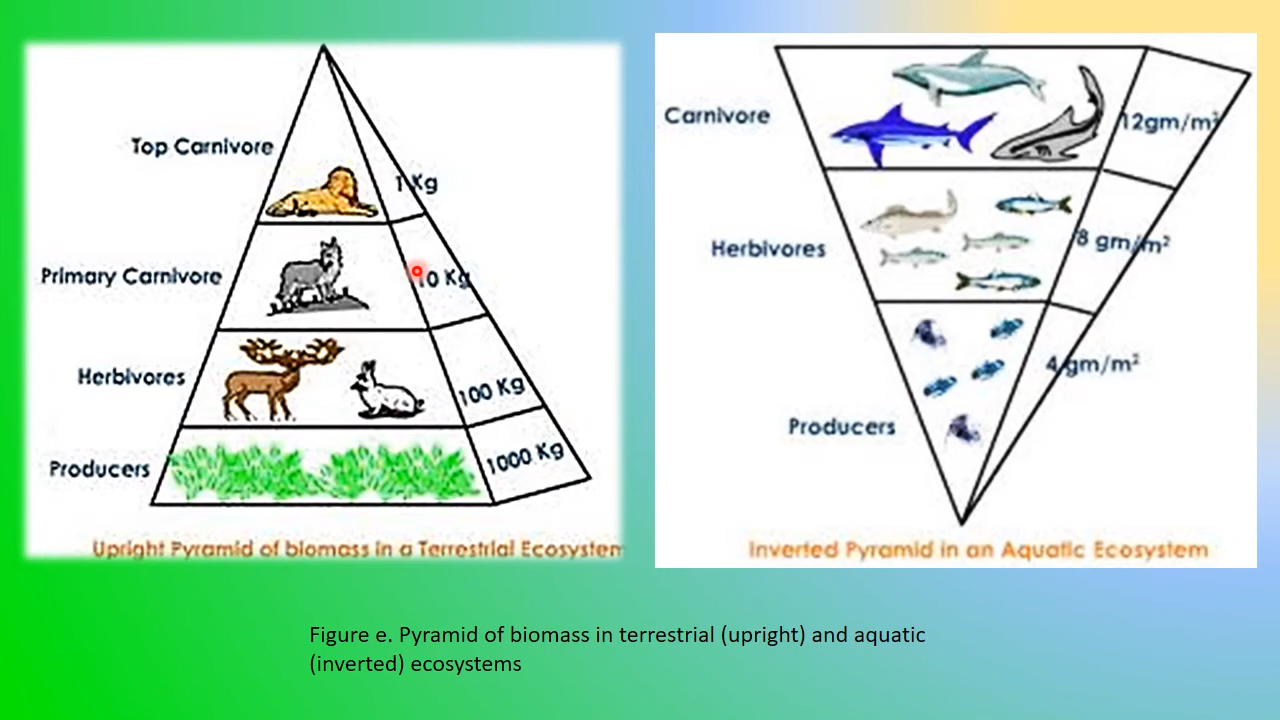 Top Carnivore
1 Kg
Primary Carnivore
10 Kg
Herbivores
100 Kg
Producers
1000 Kg
Upright Pyramid of biomass in a Terrestrial Ecosystem
Carnivore
12gm/m²
Herbivores
8 gm/m²
4 gm/m²
Producers
Inverted Pyramid in an Aquatic Ecosystem
Figure e. Pyramid of biomass in terrestrial (upright) and aquatic
(inverted) ecosystems